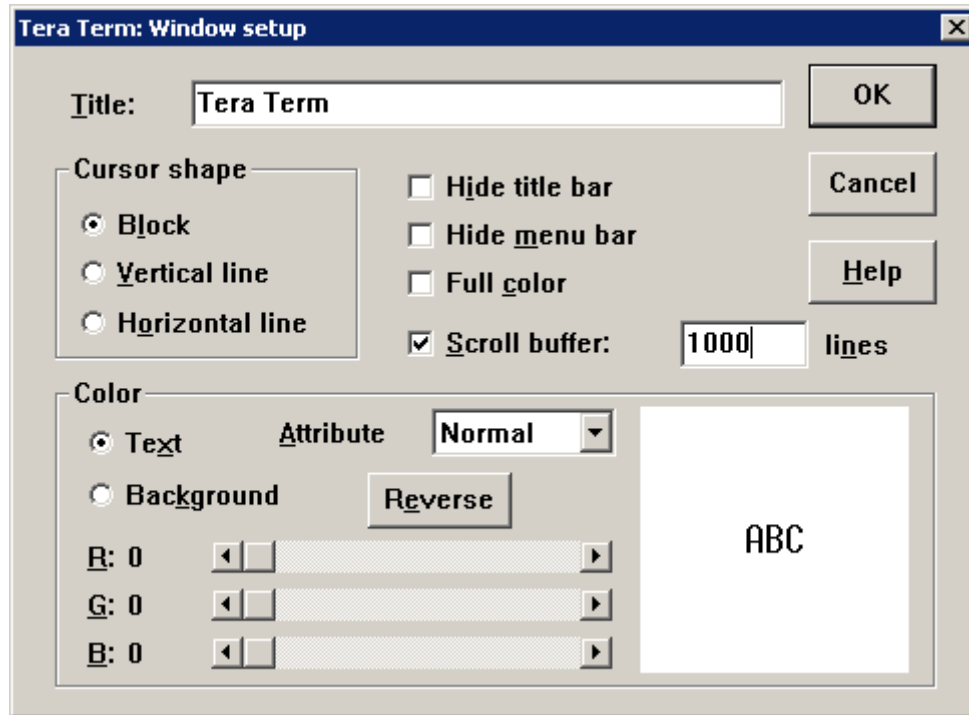 Tera Term: Window setup
Title: Tera Term
OK
Cursor shape
Block
Vertical line
Horizontal line
Hide title bar
Hide menu bar
Full color
Scroll buffer: 1000 lines
Cancel
Help
Color
Text
Attribute Normal
Background
Reverse
R: 0
G: 0
B: 0
ABC